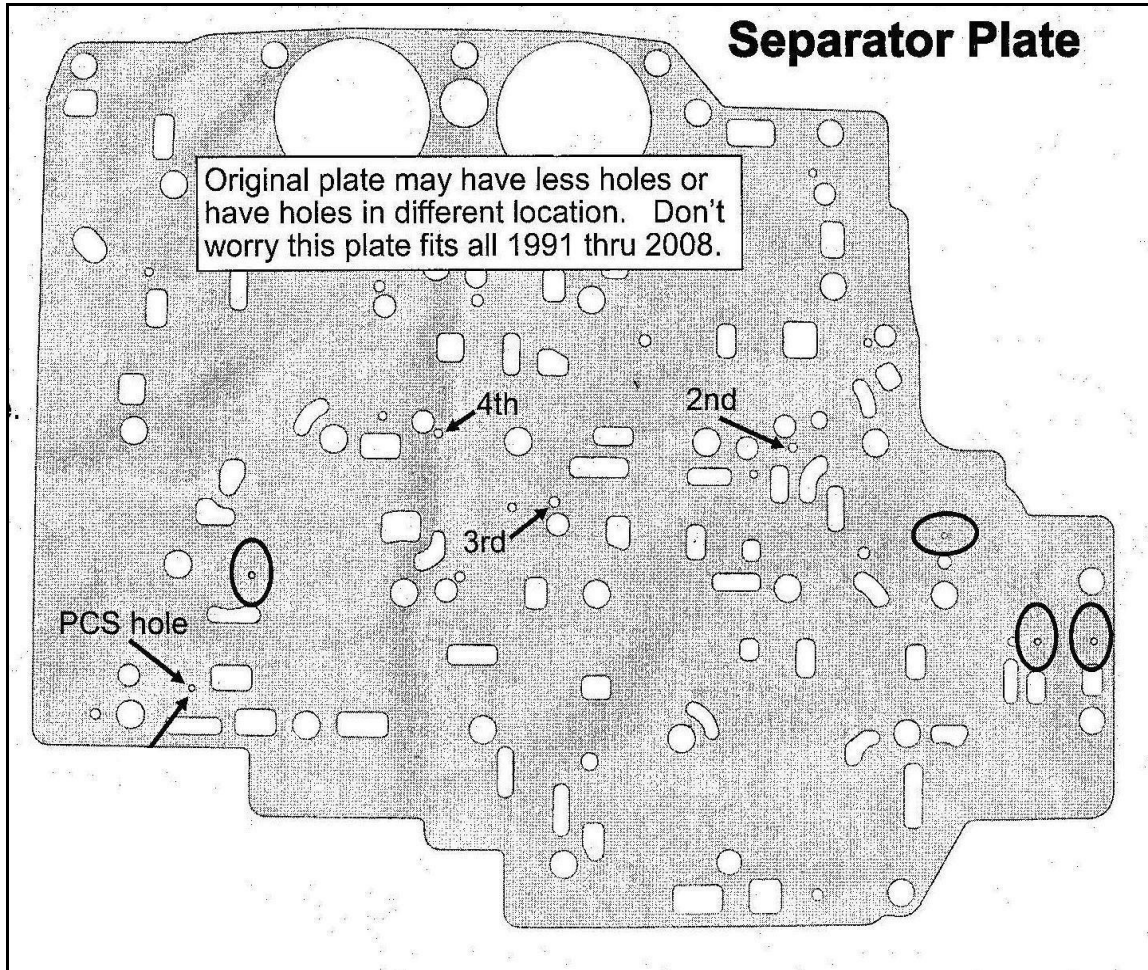 Separator Plate
Original plate may have less holes or
have holes in different location. Don't
worry this plate fits all 1991 thru 2008.
4th
2nd
3rd
PCS hole